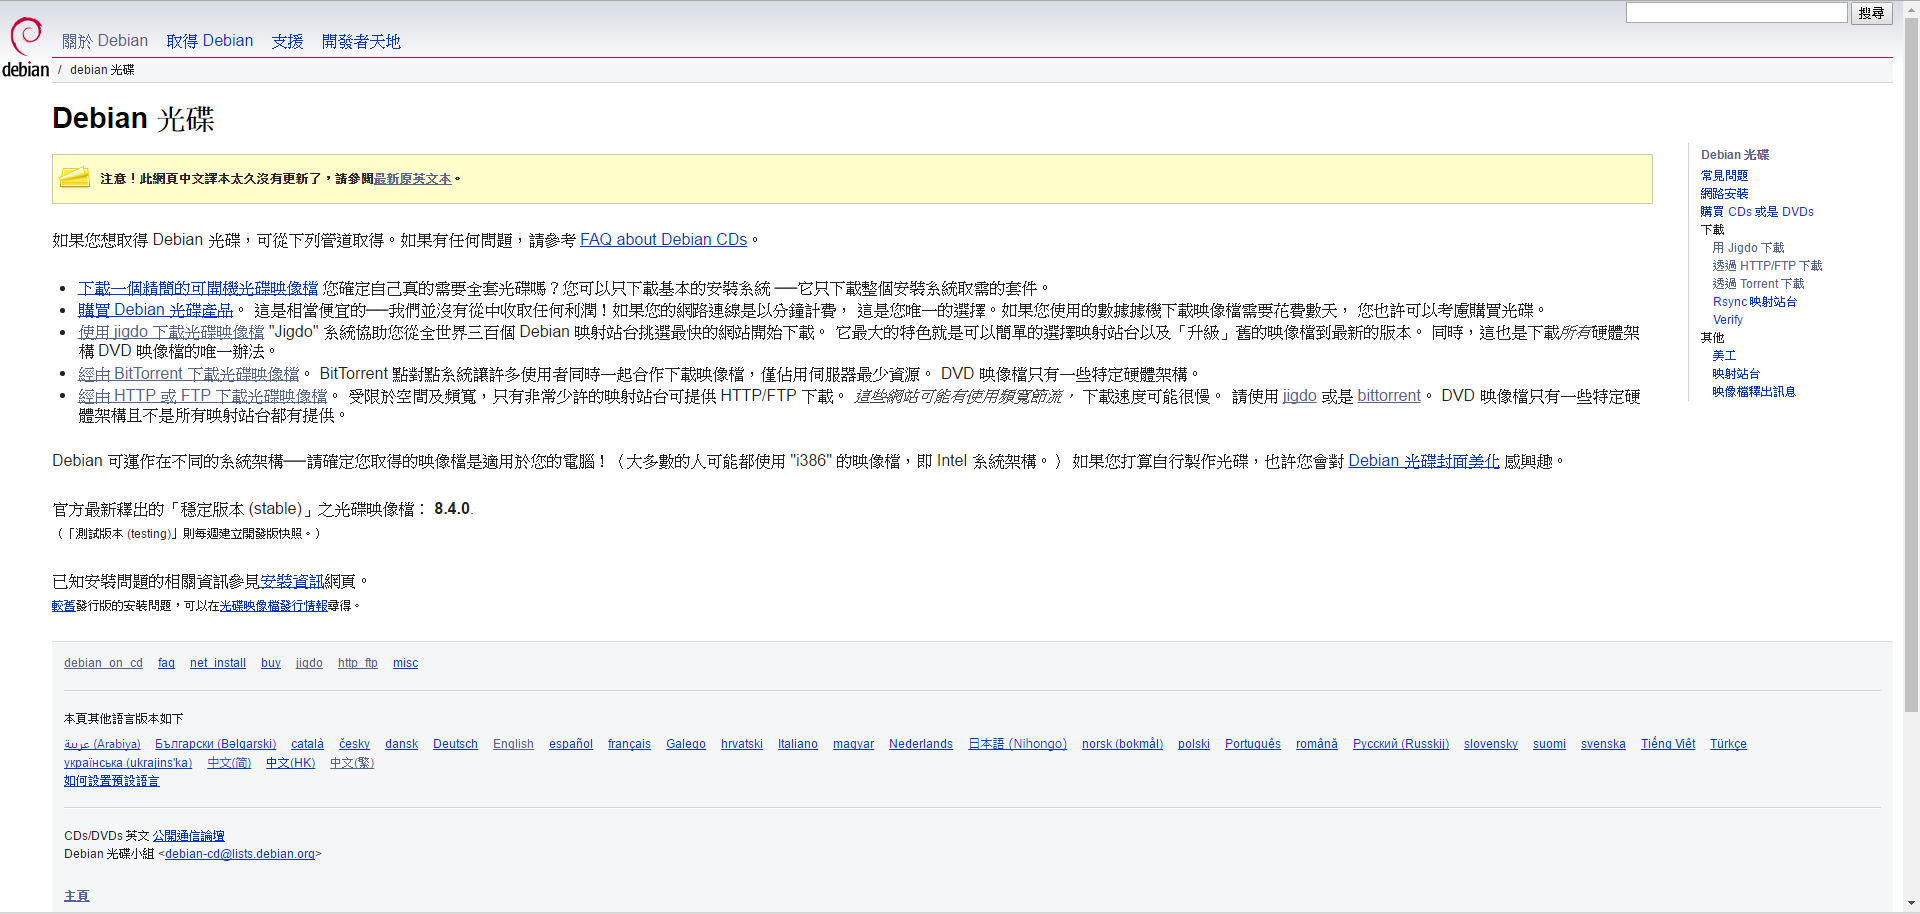 搜尋
關於 Debian 取得 Debian 支援 開發者天地
debian / debian 光碟
Debian 光碟
注意！此網頁中文譯本太久沒有更新了，請參閱最新原英文本。
如果您想取得 Debian 光碟，可從下列管道取得。如果有任何問題，請參考 FAQ about Debian CDs。
下載一個精簡的可開機光碟映像檔 您確定自己真的需要全套光碟嗎？您可以只下載基本的安裝系統 ──它只下載整個安裝系統取需的套件。
購買 Debian 光碟產品。 這是相當便宜的──我們並沒有從中收取任何利潤！如果您的網路連線是以分鐘計費， 這是您唯一的選擇。如果您使用的數據據機下載映像檔需要花費數天， 您也許可以考慮購買光碟。
使用 jigdo 下載光碟映像檔 "Jigdo" 系統協助您從全世界三百個 Debian 映射站台挑選最快的網站開始下載。 它最大的特色就是可以簡單的選擇映射站台以及「升級」舊的映像檔到最新的版本。 同時，這也是下載所有硬體架
構 DVD 映像檔的唯一辦法。
經由 BitTorrent 下載光碟映像檔。 BitTorrent 點對點系統讓許多使用者同時一起合作下載映像檔，僅佔用伺服器最少資源。 DVD 映像檔只有一些特定硬體架構。
經由 HTTP 或 FTP 下載光碟映像檔。 受限於空間及頻寬，只有非常少許的映射站台可提供 HTTP/FTP 下載。 這些網站可能有使用頻寬節流， 下載速度可能很慢。 請使用 jigdo 或是 bittorrent。 DVD 映像檔只有一些特定硬
體架構且不是所有映射站台都有提供。
Debian 可運作在不同的系統架構──請確定您取得的映像檔是適用於您的電腦！（大多數的人可能都使用 "i386" 的映像檔，即 Intel 系統架構。） 如果您打算自行製作光碟，也許您會對 Debian 光碟封面美化 感興趣。
官方最新釋出的「穩定版本 (stable)」之光碟映像檔： 8.4.0.
（「測試版本 (testing)」則每週建立開發版快照。）
已知安裝問題的相關資訊參見安裝資訊網頁。
較舊發行版的安裝問題，可以在光碟映像檔發行情報尋得。
Debian 光碟
常見問題
網路安裝
購買 CDs 或是 DVDs
下載
用 Jigdo 下載
透過 HTTP/FTP 下載
透過 Torrent 下載
Rsync 映射站台
Verify
其他
美工
映射站台
映像檔釋出訊息
debian_on_cd faq net_install buy jigdo http_ftp misc
本頁其他語言版本如下
عربية (Arabiya) Български (Bəlgarski) català česky dansk Deutsch English español français Galego hrvatski Italiano magyar Nederlands 日本語 (Nihongo) norsk (bokmål) polski Português română Русский (Russkij) slovensky suomi svenska Tiếng Việt Türkçe
українська (ukrajins'ka) 中文(简) 中文(HK) 中文(繁)
如何設置預設語言
CDs/DVDs 英文 公開通信論壇
Debian 光碟小組 <debian-cd@lists.debian.org>
主頁